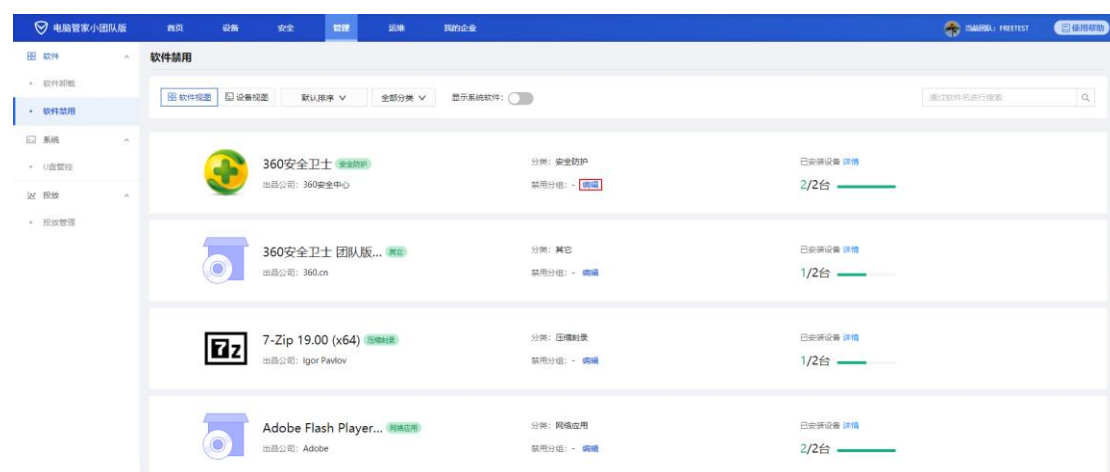 电脑管家小团队版 首页 设备 安全 管理 运维 我的企业 当前团队: FREETEST 使用帮助
软件
软件卸载
软件禁用
系统
U盘管控
投放
投放管理
软件禁用
软件视图 设备视图 默认排序 全部分类 显示系统软件: 通过软件名进行搜索
360安全卫士 安全防护 分类: 安全防护 已安装设备 详情
出品公司: 360安全中心 禁用分组: - 编辑 2/2台
360安全卫士 团队版... 其它 分类: 其它 已安装设备 详情
出品公司: 360.cn 禁用分组: - 编辑 1/2台
7-Zip 19.00 (x64) 压缩刻录 分类: 压缩刻录 已安装设备 详情
7z 出品公司: Igor Pavlov 禁用分组: - 编辑 1/2台
Adobe Flash Player... 网络应用 分类: 网络应用 已安装设备 详情
出品公司: Adobe 禁用分组: - 编辑 2/2台